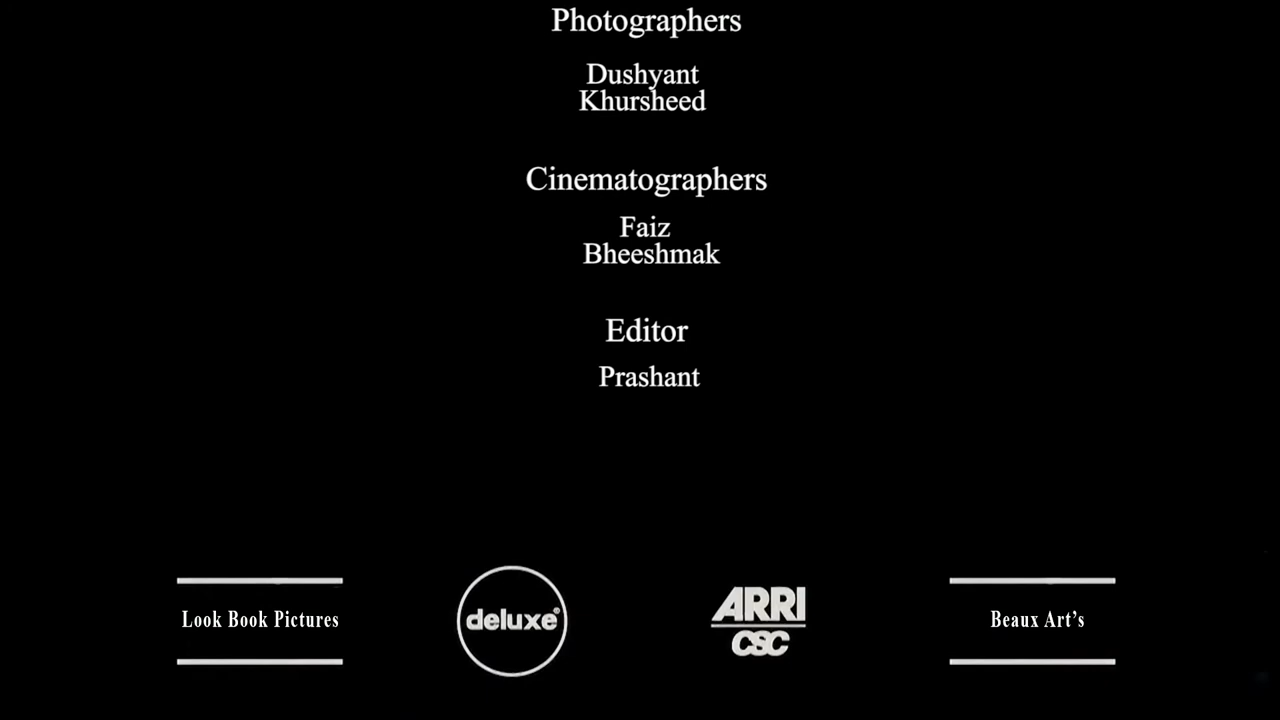 Photographers
Dushyant
Khursheed
Cinematographers
Faiz
Bheeshmak
Editor
Prashant
Look Book Pictures
deluxe®
ARRI
CSC
Beaux Art’s